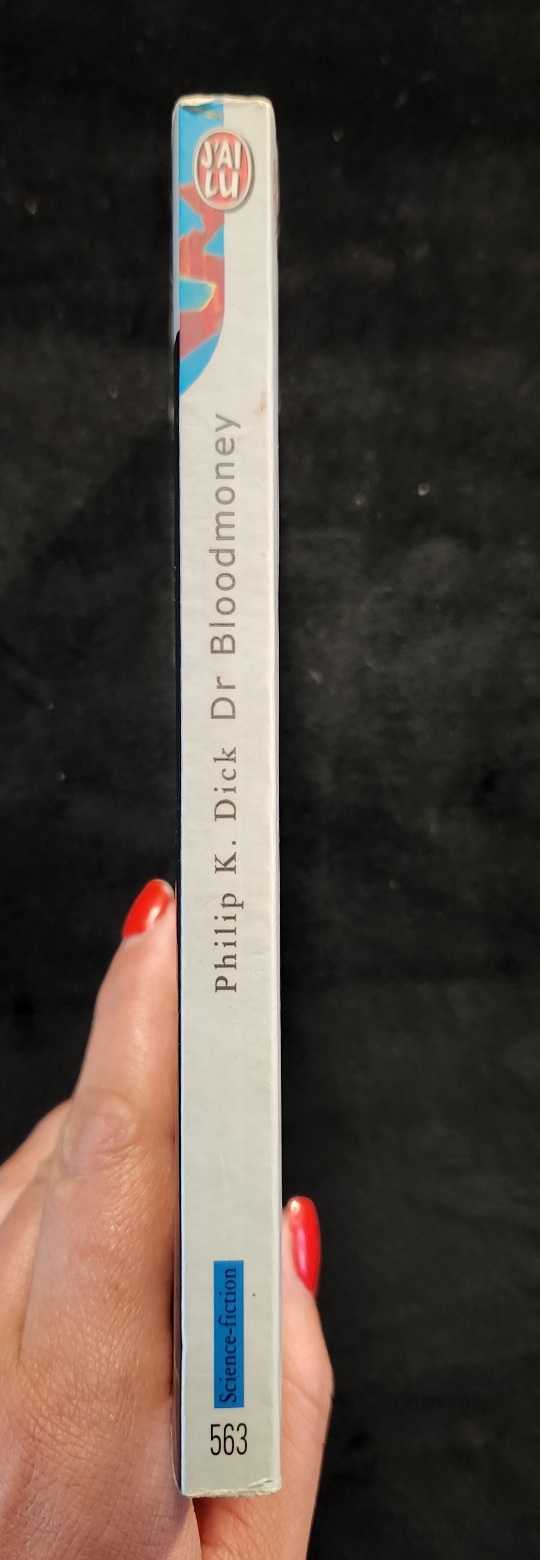 J'AI
LU
Philip K. Dick Dr Bloodmoney
Science-fiction
563